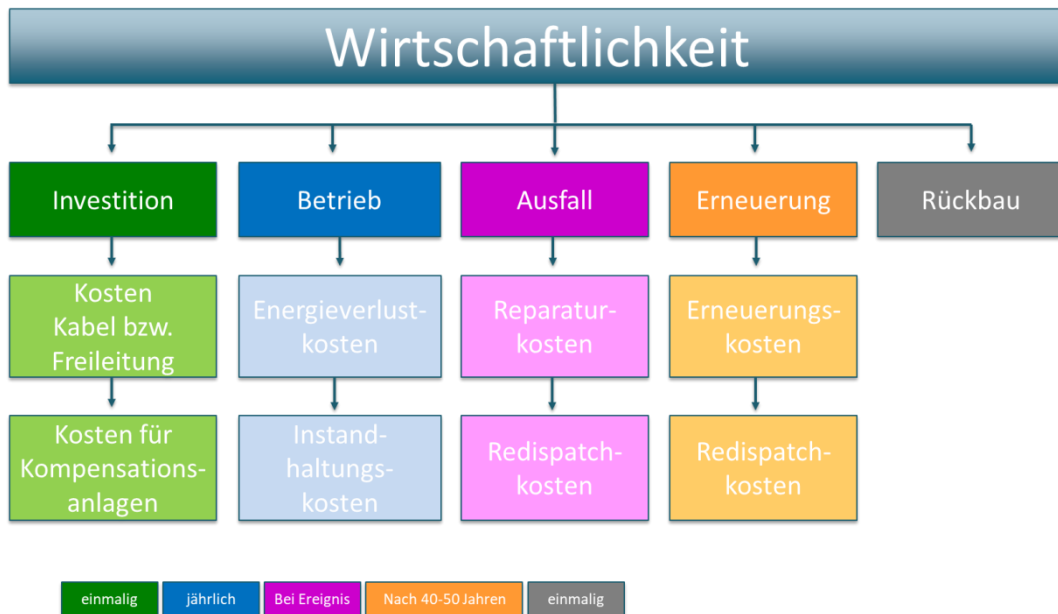 Wirtschaftlichkeit
Investition
Betrieb
Ausfall
Erneuerung
Rückbau
Kosten
Kabel bzw.
Freileitung
Energieverlust-
kosten
Reparatur-
kosten
Erneuerungs-
kosten
Kosten für
Kompensations-
anlagen
Instand-
haltungs-
kosten
Redispatch-
kosten
Redispatch-
kosten
einmalig
jährlich
Bei Ereignis
Nach 40-50 Jahren
einmalig